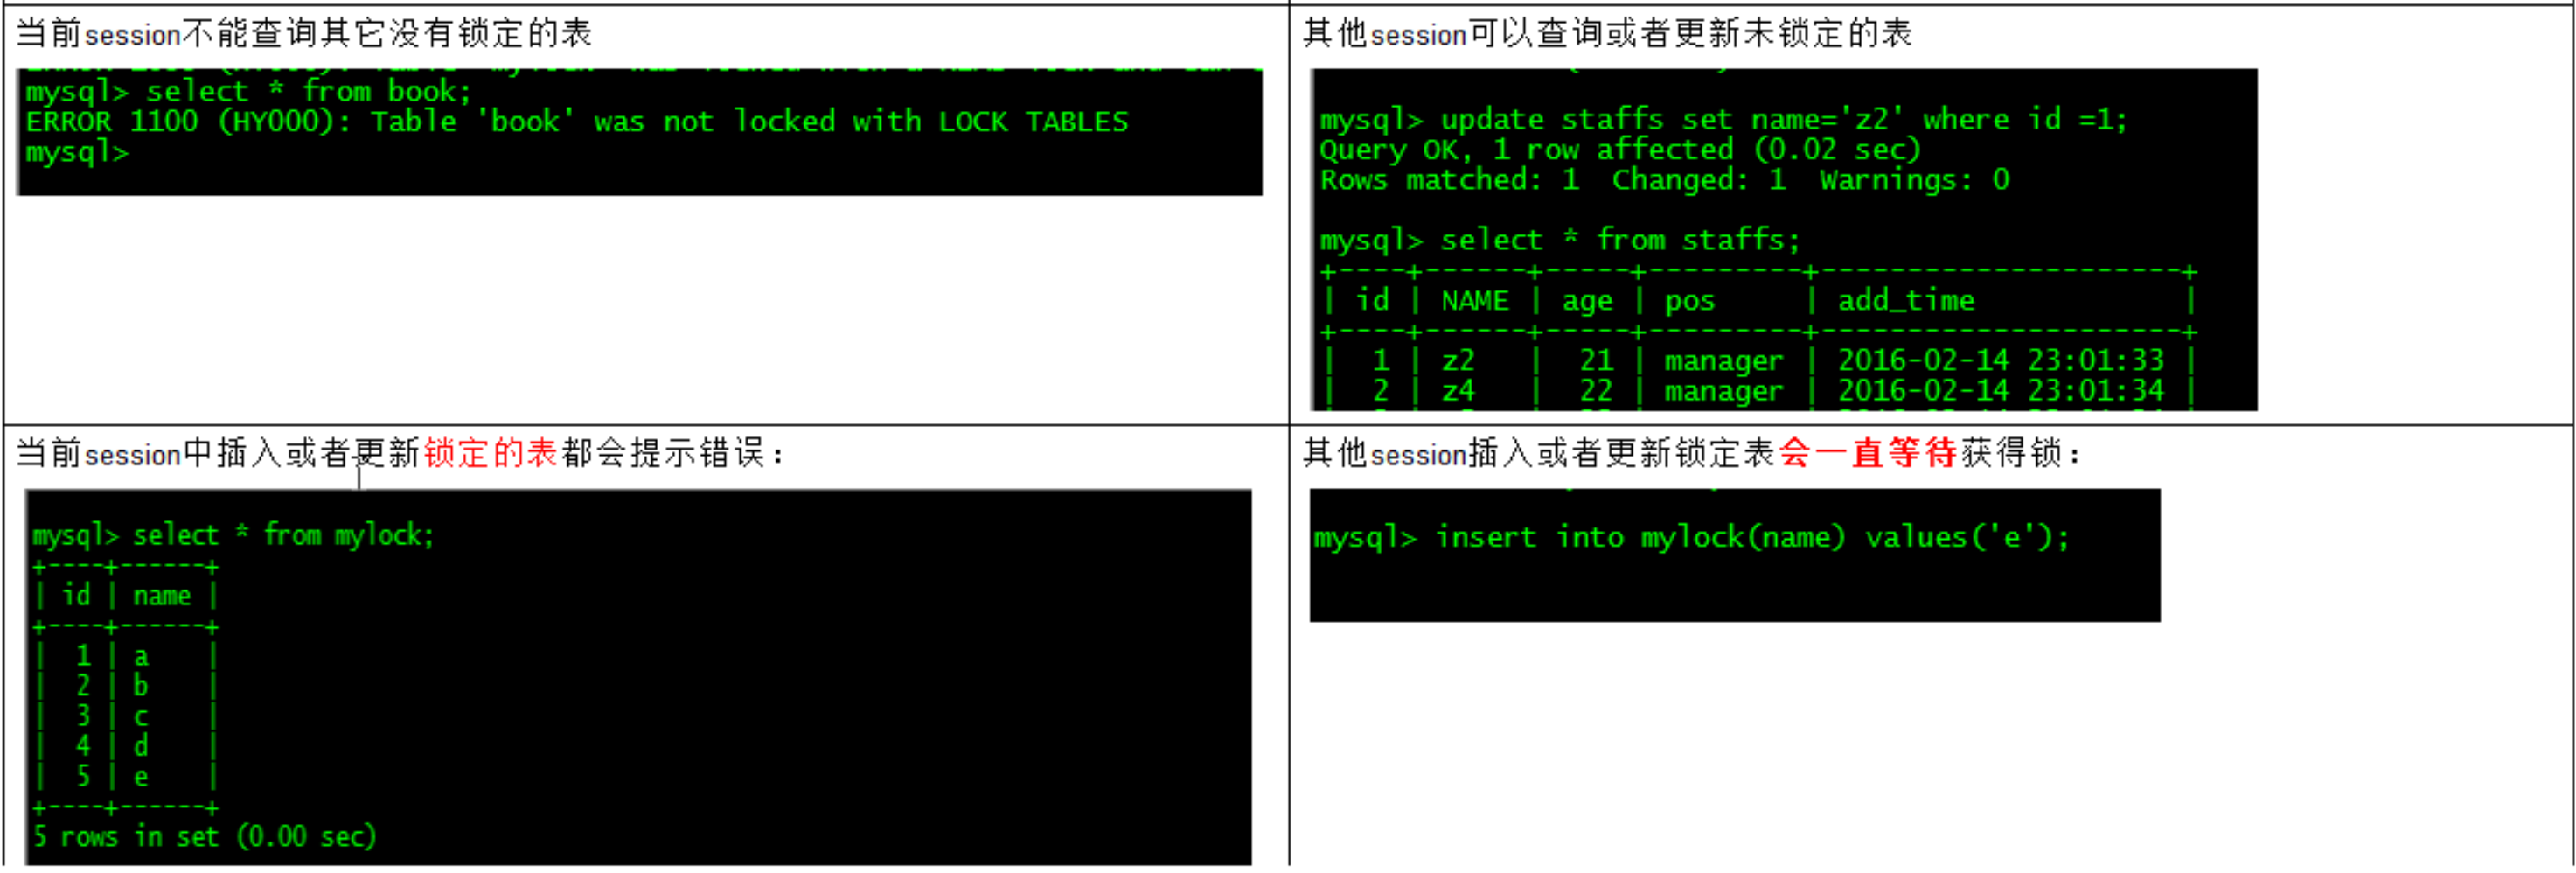 当前session不能查询其它没有锁定的表
mysql> select * from book;
ERROR 1100 (HY000): Table 'book' was not locked with LOCK TABLES
mysql>
其他session可以查询或者更新未锁定的表
mysql> update staffs set name='z2' where id =1;
Query OK, 1 row affected (0.02 sec)
Rows matched: 1  Changed: 1  Warnings: 0
mysql> select * from staffs;
+----+------+-----+---------+---------------------+
| id | NAME | age | pos     | add_time            |
+----+------+-----+---------+---------------------+
|  1 | z2   |  21 | manager | 2016-02-14 23:01:33 |
|  2 | z4   |  22 | manager | 2016-02-14 23:01:34 |
当前session中插入或者更新锁定的表都会提示错误：
mysql> select * from mylock;
+----+------+
| id | name |
+----+------+
|  1 | a    |
|  2 | b    |
|  3 | c    |
|  4 | d    |
|  5 | e    |
+----+------+
5 rows in set (0.00 sec)
其他session插入或者更新锁定表会一直等待获得锁：
mysql> insert into mylock(name) values('e');